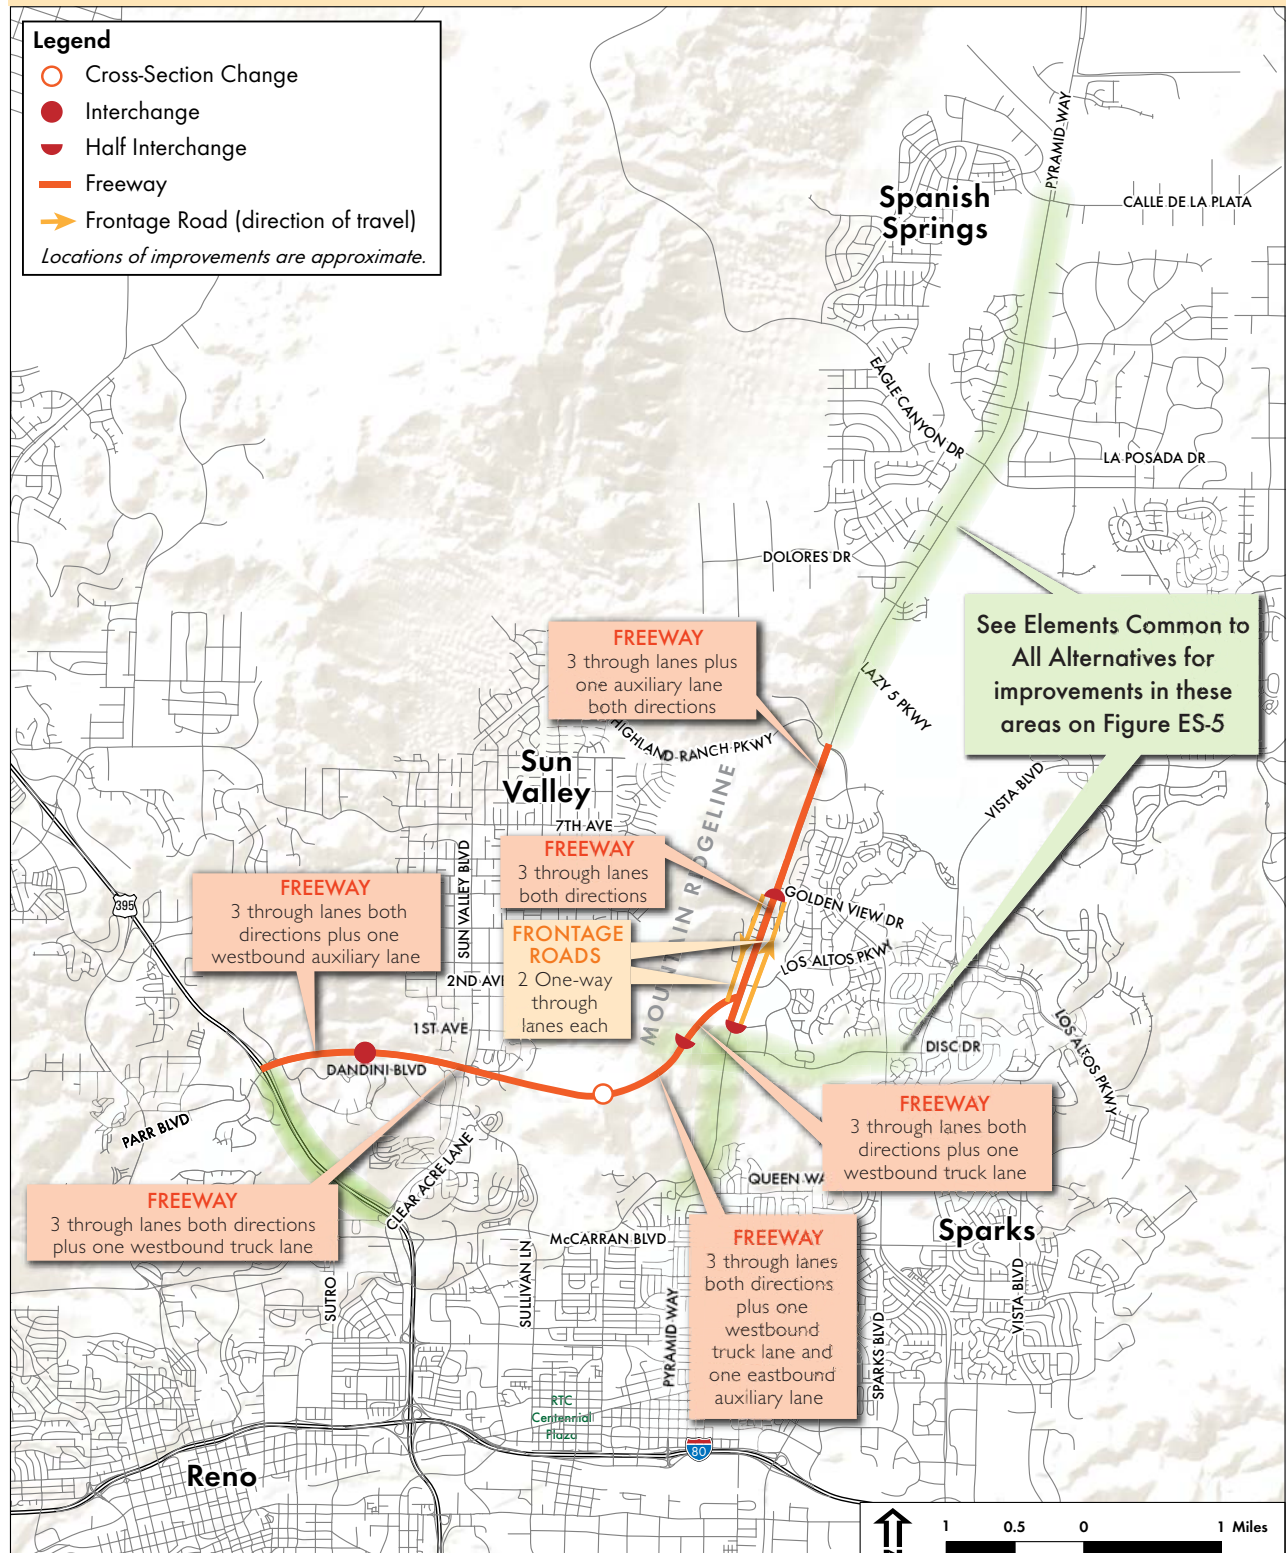 Legend
Cross-Section Change
Interchange
Half Interchange
Freeway
Frontage Road (direction of travel)
Locations of improvements are approximate.
PYRAMID WAY
Spanish
Springs
CALLE DE LA PLATA
EAGLE CANYON DR
LA POSADA DR
DOLORES DR
See Elements Common to
All Alternatives for
improvements in these
areas on Figure ES-5
FREEWAY
3 through lanes plus
one auxiliary lane
both directions
LAZY 5 PKWY
HIGHLAND RANCH PKWY
Sun
Valley
VISTA BLVD
7TH AVE
MOUNTAIN RIDGELINE
FREEWAY
3 through lanes
both directions
SUN VALLEY BLVD
395
FREEWAY
3 through lanes both
directions plus one
westbound auxiliary lane
GOLDEN VIEW DR
FRONTAGE
ROADS
2 One-way
through
lanes each
LOS ALTOS PKWY
2ND AVE
1ST AVE
LOS ALTOS PKWY
DISC DR
DANDINI BLVD
PARR BLVD
FREEWAY
3 through lanes both
directions plus one
westbound truck lane
CLEAR ACRE LANE
QUEEN WA
FREEWAY
3 through lanes both directions
plus one westbound truck lane
McCARRAN BLVD
Sparks
FREEWAY
3 through lanes
both directions
plus one
westbound
truck lane and
one eastbound
auxiliary lane
SUTRO
SULLIVAN LN
PYRAMID WAY
SPARKS BLVD
VISTA BLVD
RTC
Centennial
Plaza
80
Reno
1 0.5 0 1 Miles